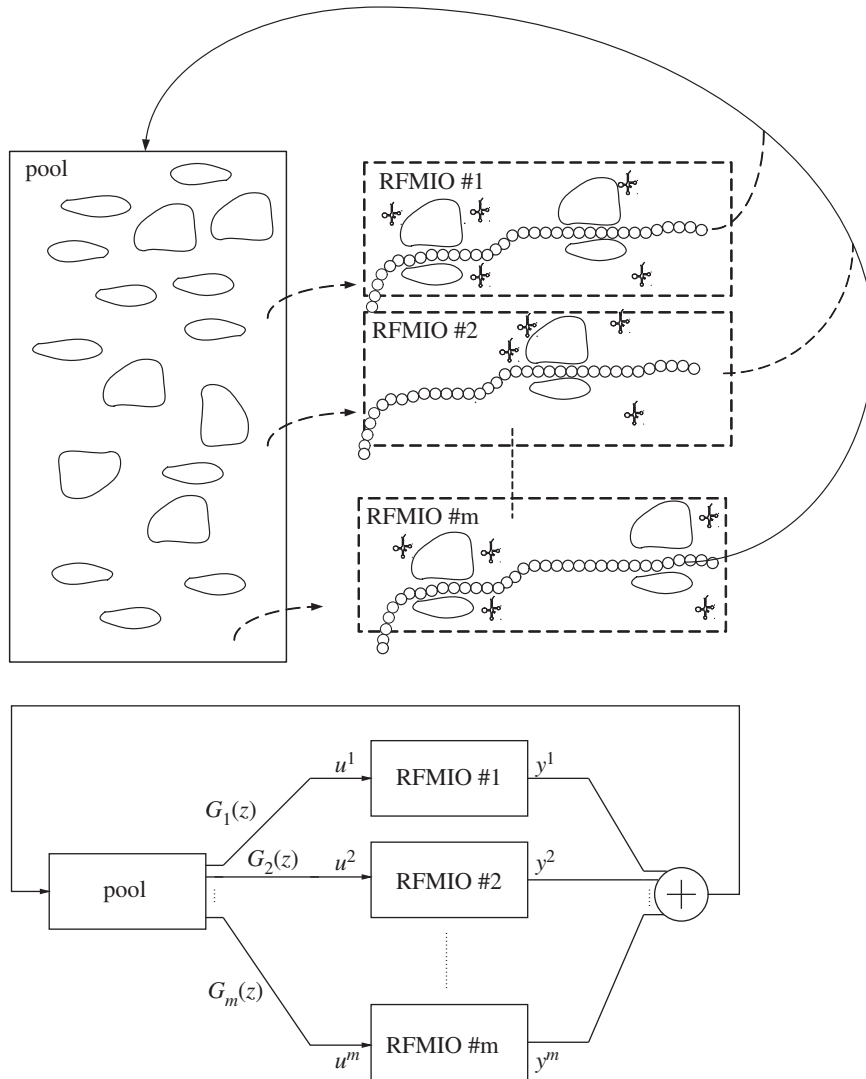 pool
RFMIO #1
RFMIO #2
RFMIO #m
u¹
RFMIO #1
y¹
G₁(z)
G₂(z)
u²
y²
pool
RFMIO #2
+
Gₘ(z)
uᵐ
RFMIO #m
yᵐ